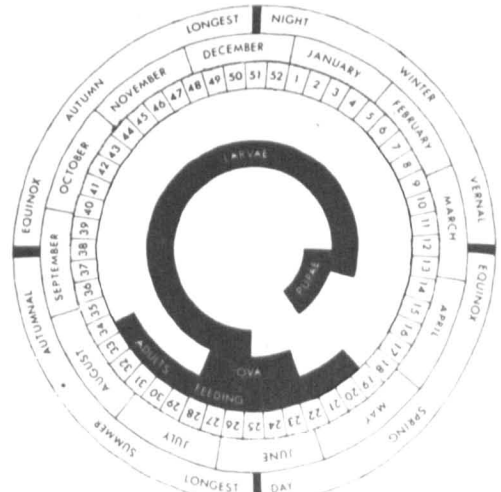 LONGEST NIGHT
WINTER
VERNAL EQUINOX
SPRING
LONGEST DAY
SUMMER
AUTUMNAL EQUINOX
AUTUMN
JANUARY
FEBRUARY
MARCH
APRIL
MAY
JUNE
JULY
AUGUST
SEPTEMBER
OCTOBER
NOVEMBER
DECEMBER
1 2 3 4 5 6 7 8 9 10 11 12 13 14 15 16 17 18 19 20 21 22 23 24 25 26 27 28 29 30 31 32 33 34 35 36 37 38 39 40 41 42 43 44 45 46 47 48 49 50 51 52
LARVAE
PUPAE
OVA
ADULTS FEEDING